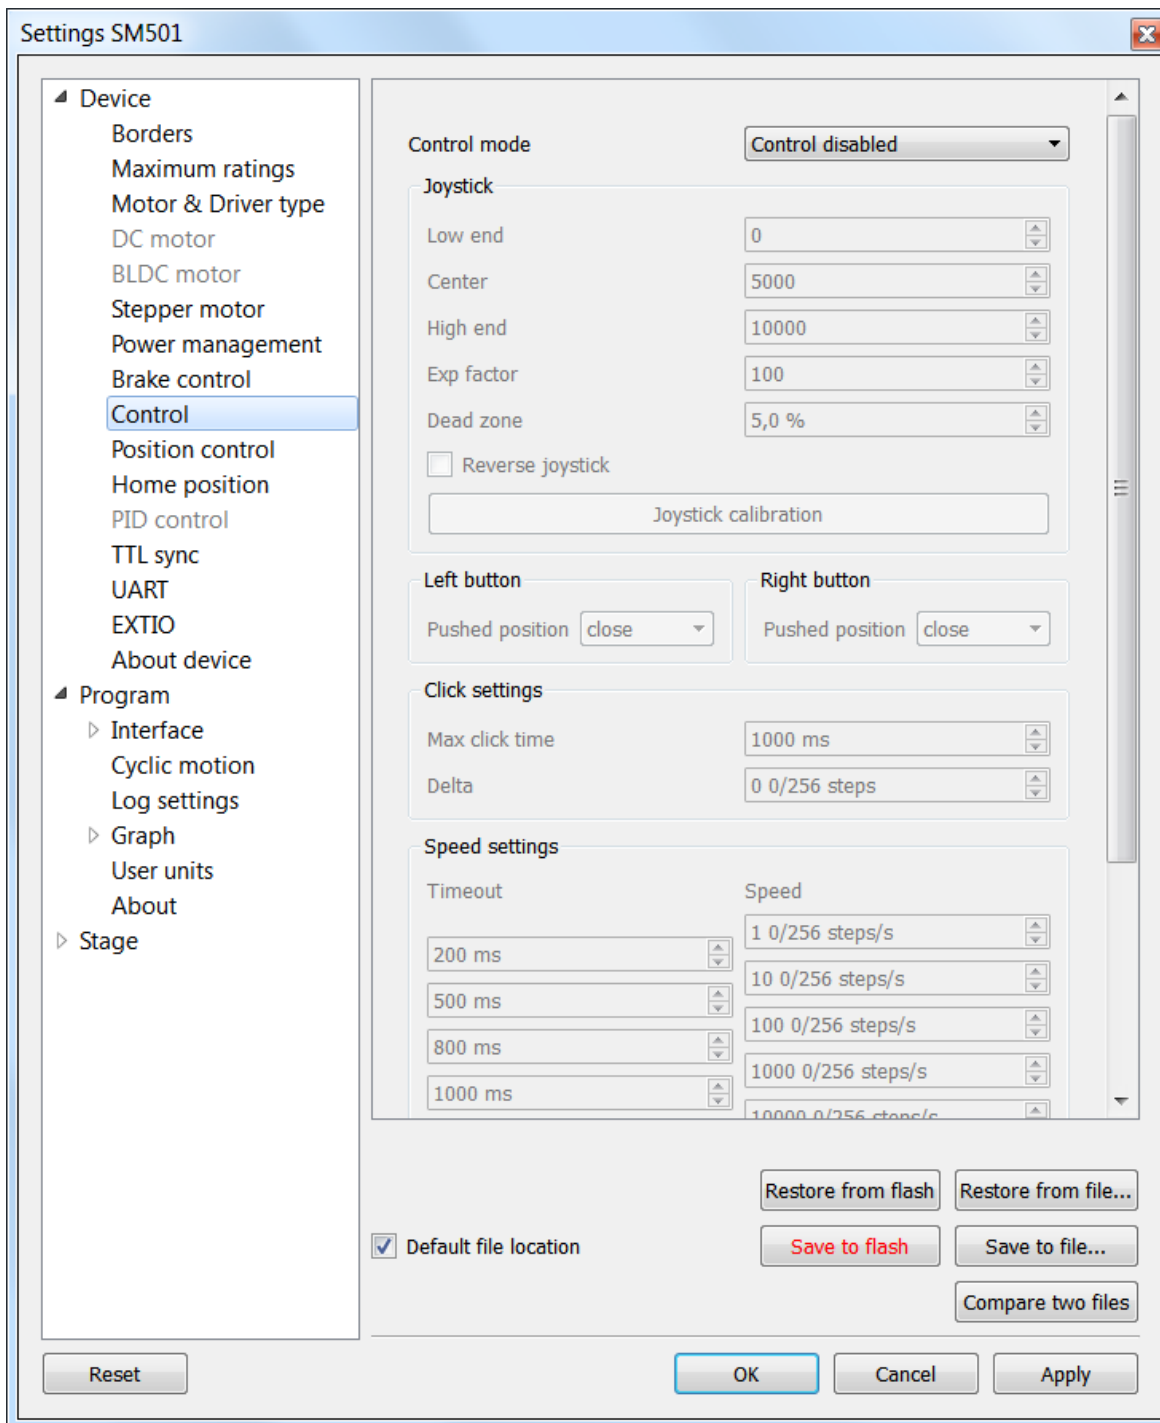 Settings SM501
Device
Borders
Maximum ratings
Motor & Driver type
DC motor
BLDC motor
Stepper motor
Power management
Brake control
Control
Position control
Home position
PID control
TTL sync
UART
EXTIO
About device
Program
Interface
Cyclic motion
Log settings
Graph
User units
About
Stage
Control mode Control disabled
Joystick
Low end 0
Center 5000
High end 10000
Exp factor 100
Dead zone 5,0 %
Reverse joystick
Joystick calibration
Left button Right button
Pushed position close Pushed position close
Click settings
Max click time 1000 ms
Delta 0 0/256 steps
Speed settings
Timeout Speed
1 0/256 steps/s
200 ms
10 0/256 steps/s
500 ms
100 0/256 steps/s
800 ms
1000 0/256 steps/s
1000 ms
10000 0/256 steps/s
Restore from flash Restore from file...
Default file location Save to flash Save to file...
Compare two files
Reset OK Cancel Apply